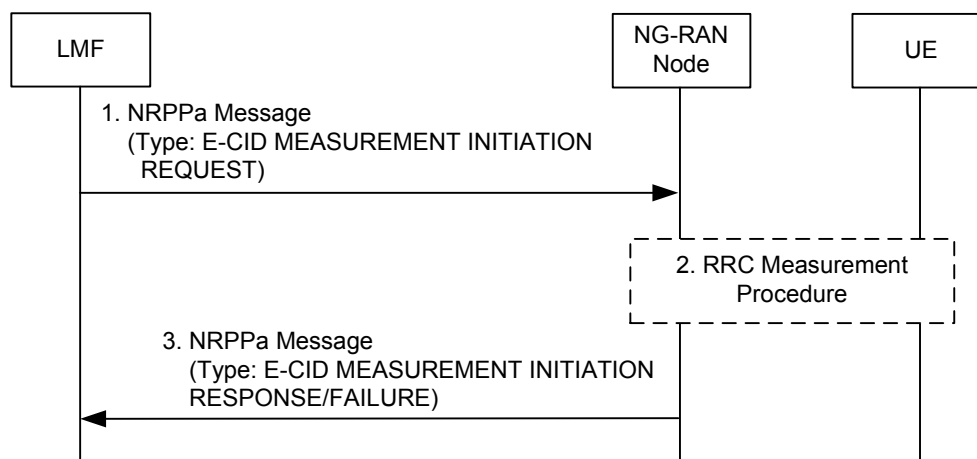 LMF
NG-RAN
Node
UE
1. NRPPa Message
(Type: E-CID MEASUREMENT INITIATION
REQUEST)
2. RRC Measurement
Procedure
3. NRPPa Message
(Type: E-CID MEASUREMENT INITIATION
RESPONSE/FAILURE)